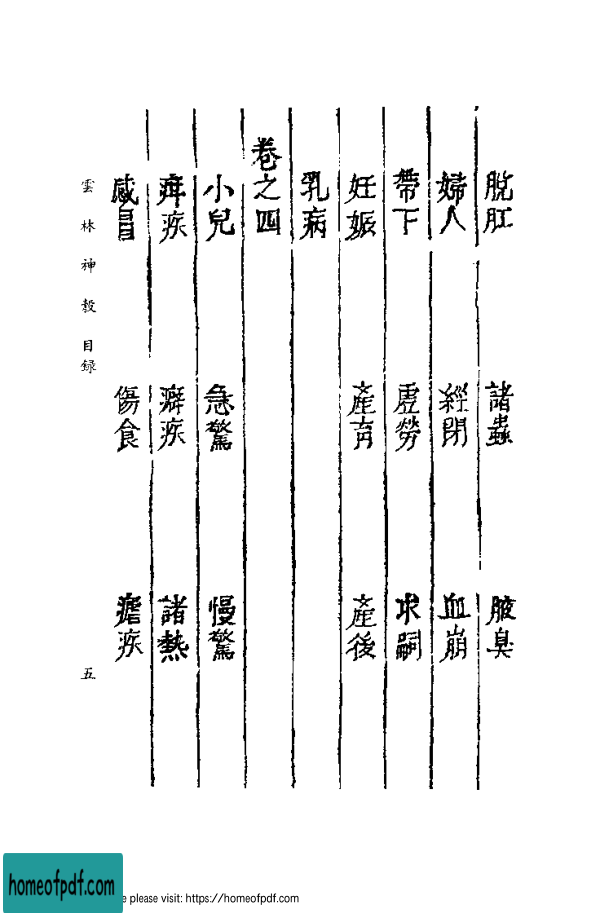 脫肛 諸蟲 腋臭
婦人 經閉 血崩
帶下 虛勞 求嗣
妊娠 產育 產後
乳病
卷之四
小兒 急驚 慢驚
疳疾 癖疾 諸熱
感冒 傷食 瘧疾
雲林神彀 目錄 五
homeofpdf.com
e please visit: https://homeofpdf.com